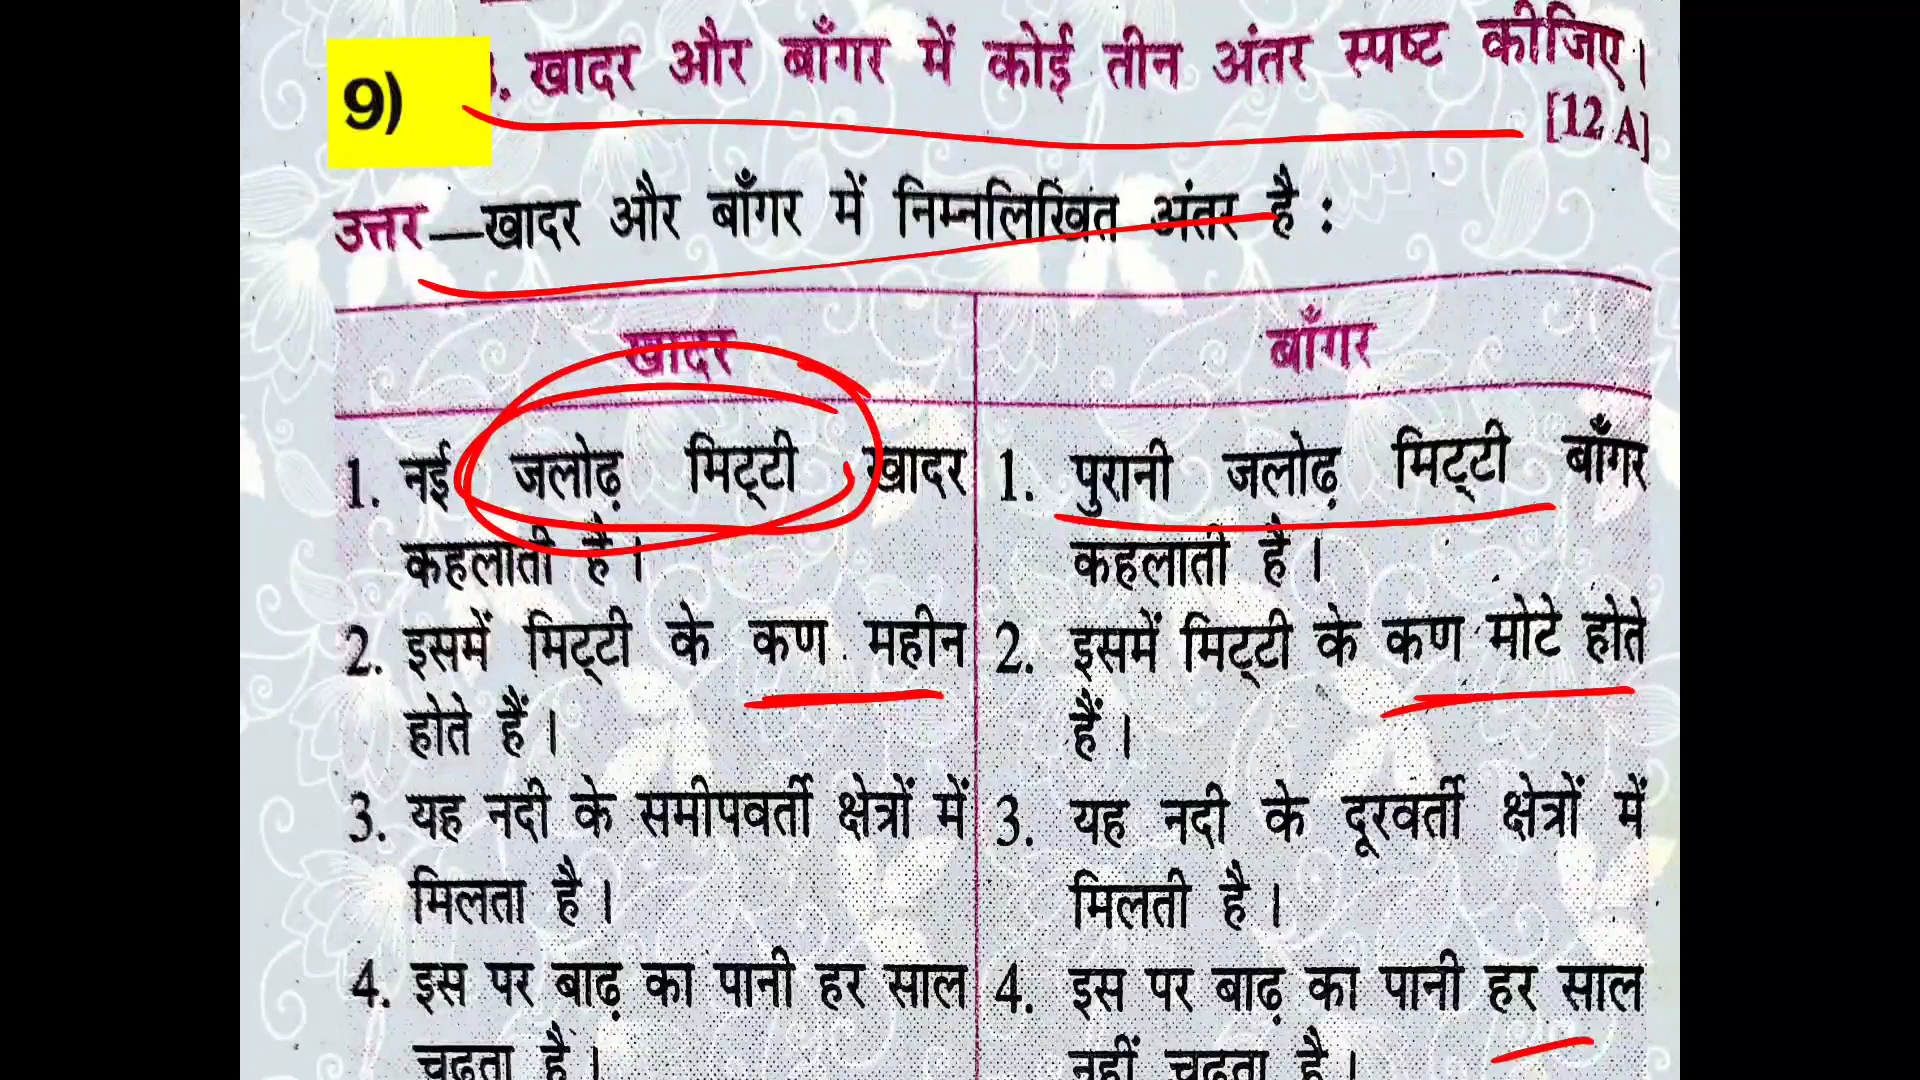 9) . खादर और बाँगर में कोई तीन अंतर स्पष्ट कीजिए।
[12 A]
उत्तर—खादर और बाँगर में निम्नलिखित अंतर है :
खादर
1. नई जलोढ़ मिट्टी खादर
कहलाती है।
2. इसमें मिट्टी के कण महीन
होते हैं।
3. यह नदी के समीपवर्ती क्षेत्रों में
मिलता है।
4. इस पर बाढ़ का पानी हर साल
चढ़ता है।
बाँगर
1. पुरानी जलोढ़ मिट्टी बाँगर
कहलाती है।
2. इसमें मिट्टी के कण मोटे होते
हैं।
3. यह नदी के दूरवर्ती क्षेत्रों में
मिलती है।
4. इस पर बाढ़ का पानी हर साल
नहीं चढ़ता है।